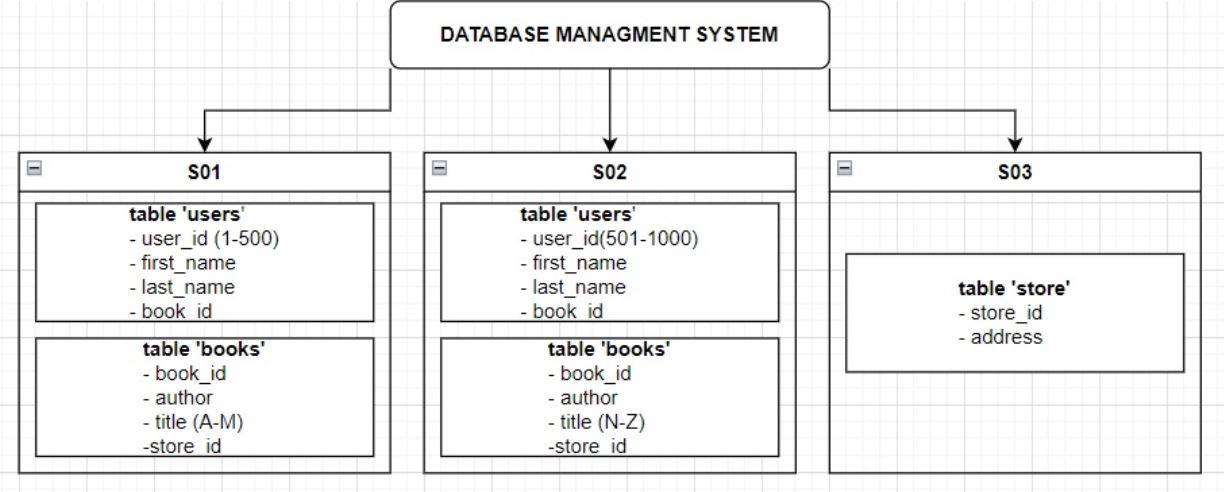 DATABASE MANAGMENT SYSTEM
S01
table 'users'
- user_id (1-500)
- first_name
- last_name
- book_id
table 'books'
- book_id
- author
- title (A-M)
-store_id
S02
table 'users'
- user_id(501-1000)
- first_name
- last_name
- book_id
table 'books'
- book_id
- author
- title (N-Z)
-store_id
S03
table 'store'
- store_id
- address